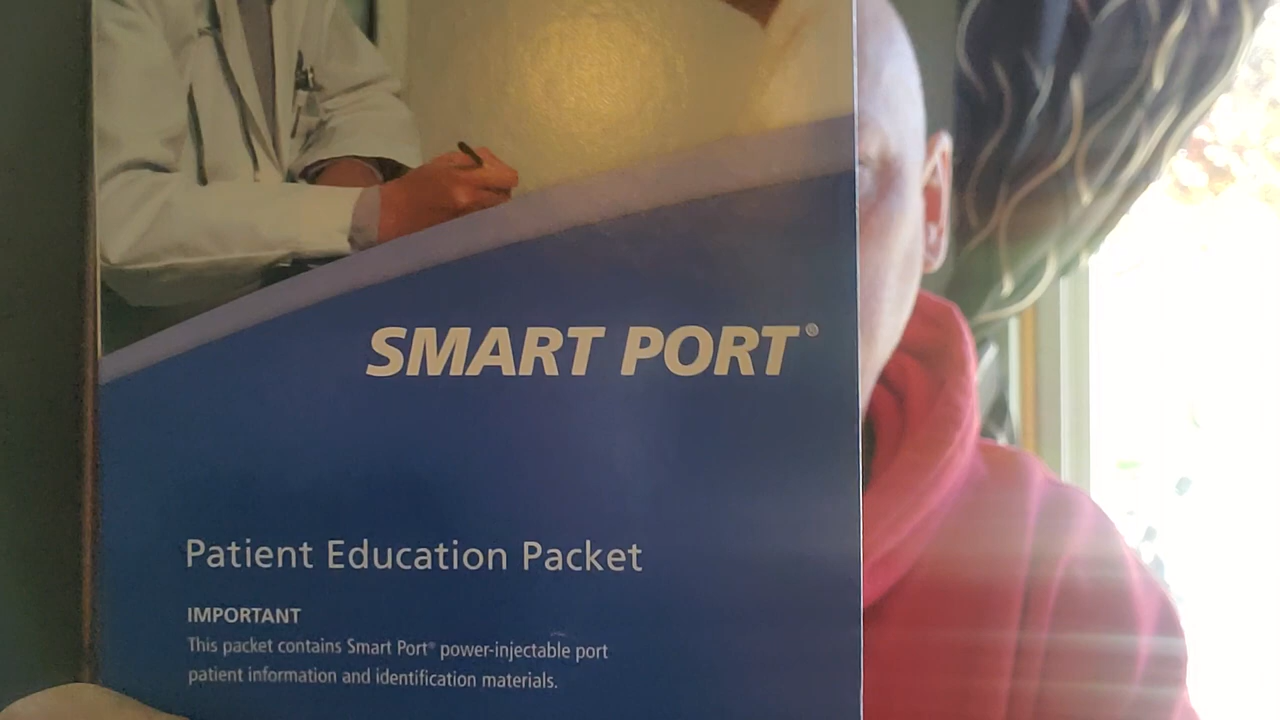 SMART PORT®
Patient Education Packet
IMPORTANT
This packet contains Smart Port® power-injectable port
patient information and identification materials.